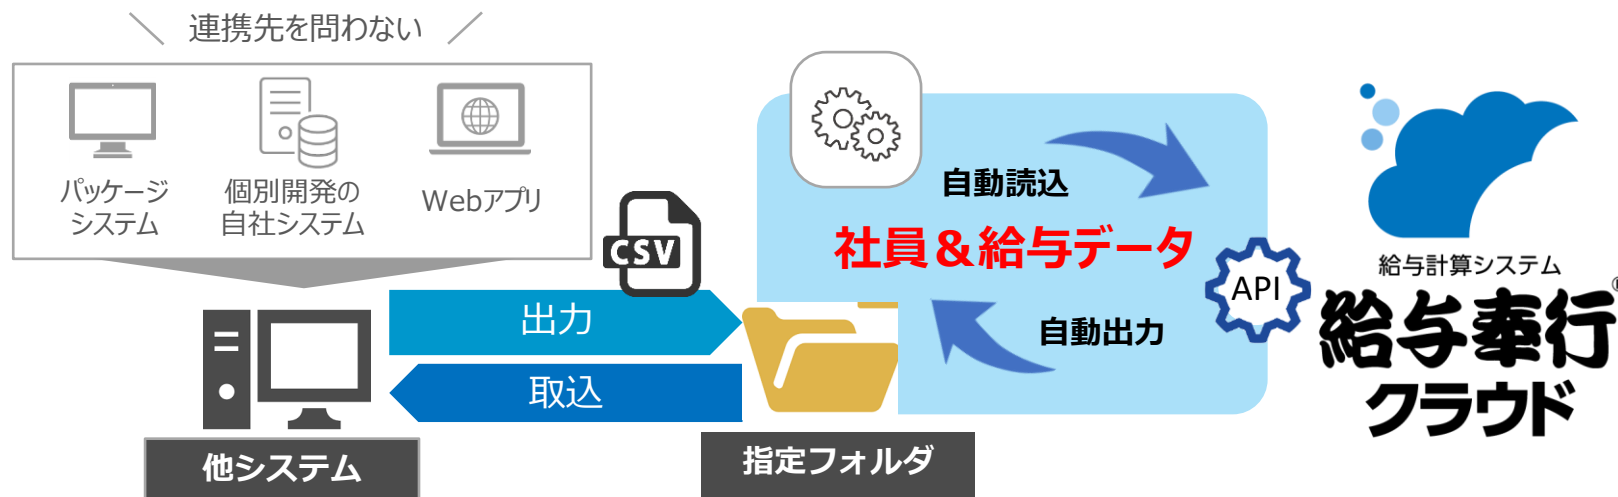 連携先を問わない
パッケージ
システム
個別開発の
自社システム
Webアプリ
CSV
出力
取込
他システム
指定フォルダ
自動読込
社員＆給与データ
自動出力
API
給与計算システム
給与奉行®
クラウド